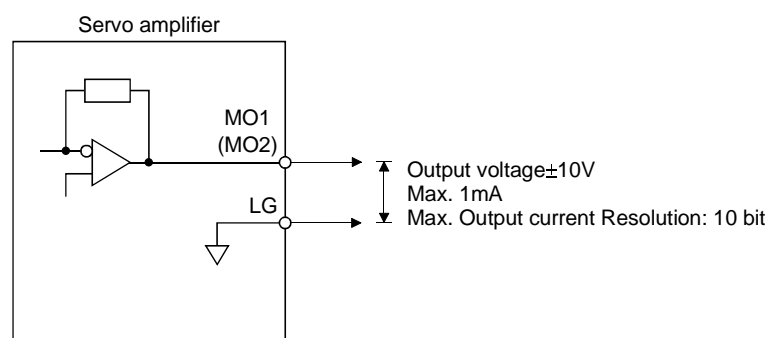 Servo amplifier
MO1
(MO2)
LG
Output voltage±10V
Max. 1mA
Max. Output current Resolution: 10 bit